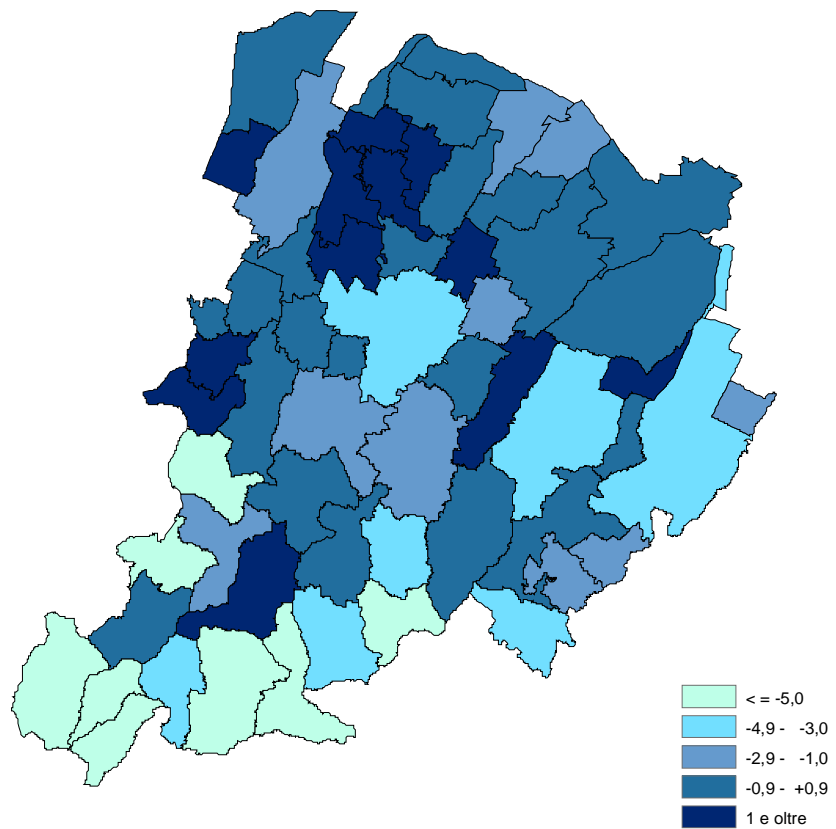 < = -5,0
-4,9 - -3,0
-2,9 - -1,0
-0,9 - +0,9
1 e oltre